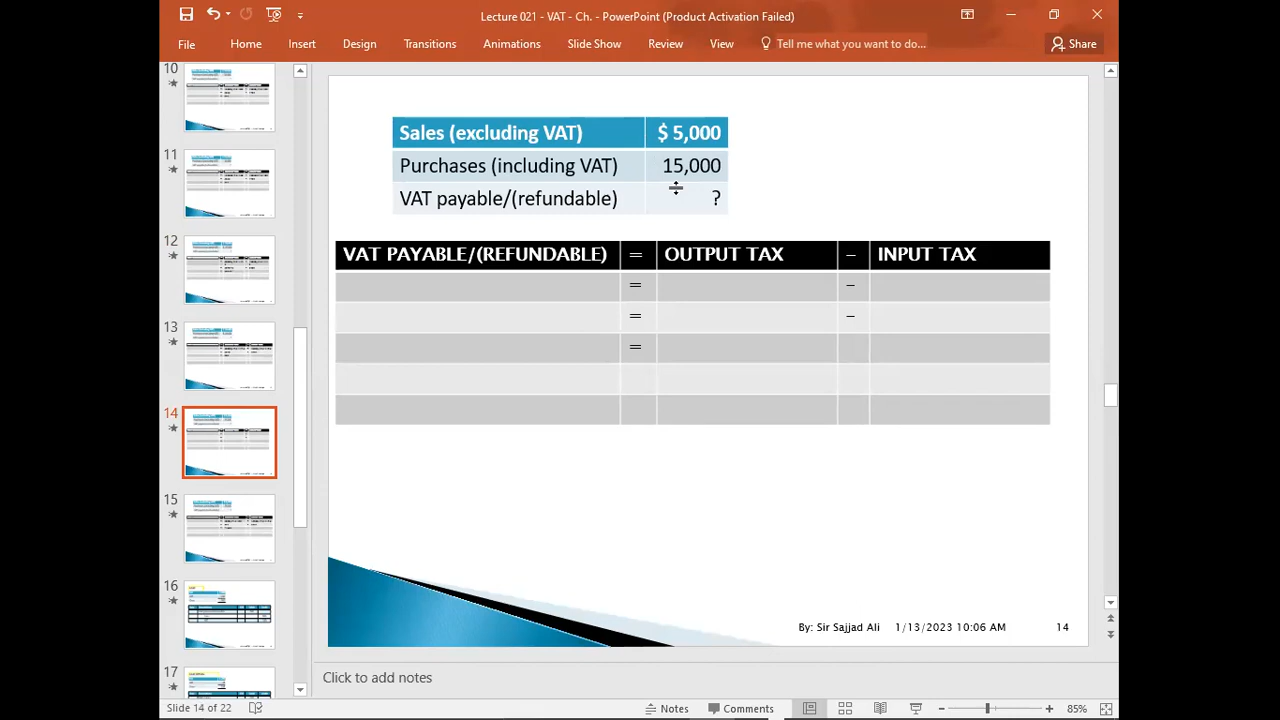 Lecture 021 - VAT - Ch. - PowerPoint (Product Activation Failed)
File Home Insert Design Transitions Animations Slide Show Review View Tell me what you want to do... Share
10
11
12
13
14
15
16
17
Sales (excluding VAT) $ 5,000
Purchases (including VAT) 15,000
VAT payable/(refundable) ?
VAT PAYABLE/(REFUNDABLE) = OUTPUT TAX – INPUT TAX
= –
= –
=
By: Sir Sajjad Ali 1/13/2023 10:06 AM 14
Click to add notes
Slide 14 of 22 Notes Comments 85%